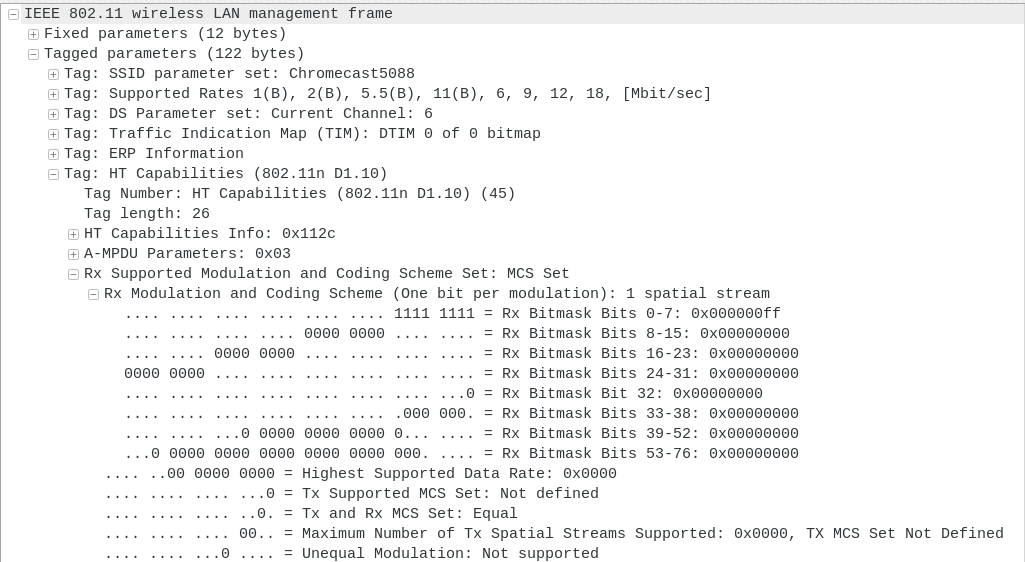 IEEE 802.11 wireless LAN management frame
Fixed parameters (12 bytes)
Tagged parameters (122 bytes)
Tag: SSID parameter set: Chromecast5088
Tag: Supported Rates 1(B), 2(B), 5.5(B), 11(B), 6, 9, 12, 18, [Mbit/sec]
Tag: DS Parameter set: Current Channel: 6
Tag: Traffic Indication Map (TIM): DTIM 0 of 0 bitmap
Tag: ERP Information
Tag: HT Capabilities (802.11n D1.10)
Tag Number: HT Capabilities (802.11n D1.10) (45)
Tag length: 26
HT Capabilities Info: 0x112c
A-MPDU Parameters: 0x03
Rx Supported Modulation and Coding Scheme Set: MCS Set
Rx Modulation and Coding Scheme (One bit per modulation): 1 spatial stream
.... .... .... .... .... .... 1111 1111 = Rx Bitmask Bits 0-7: 0x000000ff
.... .... .... .... 0000 0000 .... .... = Rx Bitmask Bits 8-15: 0x00000000
.... .... 0000 0000 .... .... .... .... = Rx Bitmask Bits 16-23: 0x00000000
0000 0000 .... .... .... .... .... .... = Rx Bitmask Bits 24-31: 0x00000000
.... .... .... .... .... .... .... ...0 = Rx Bitmask Bit 32: 0x00000000
.... .... .... .... .... .... .000 000. = Rx Bitmask Bits 33-38: 0x00000000
.... .... ...0 0000 0000 0000 0... .... = Rx Bitmask Bits 39-52: 0x00000000
...0 0000 0000 0000 0000 0000 000. .... = Rx Bitmask Bits 53-76: 0x00000000
.... ..00 0000 0000 = Highest Supported Data Rate: 0x0000
.... .... .... ...0 = Tx Supported MCS Set: Not defined
.... .... .... ..0. = Tx and Rx MCS Set: Equal
.... .... .... 00.. = Maximum Number of Tx Spatial Streams Supported: 0x0000, TX MCS Set Not Defined
.... .... ...0 .... = Unequal Modulation: Not supported